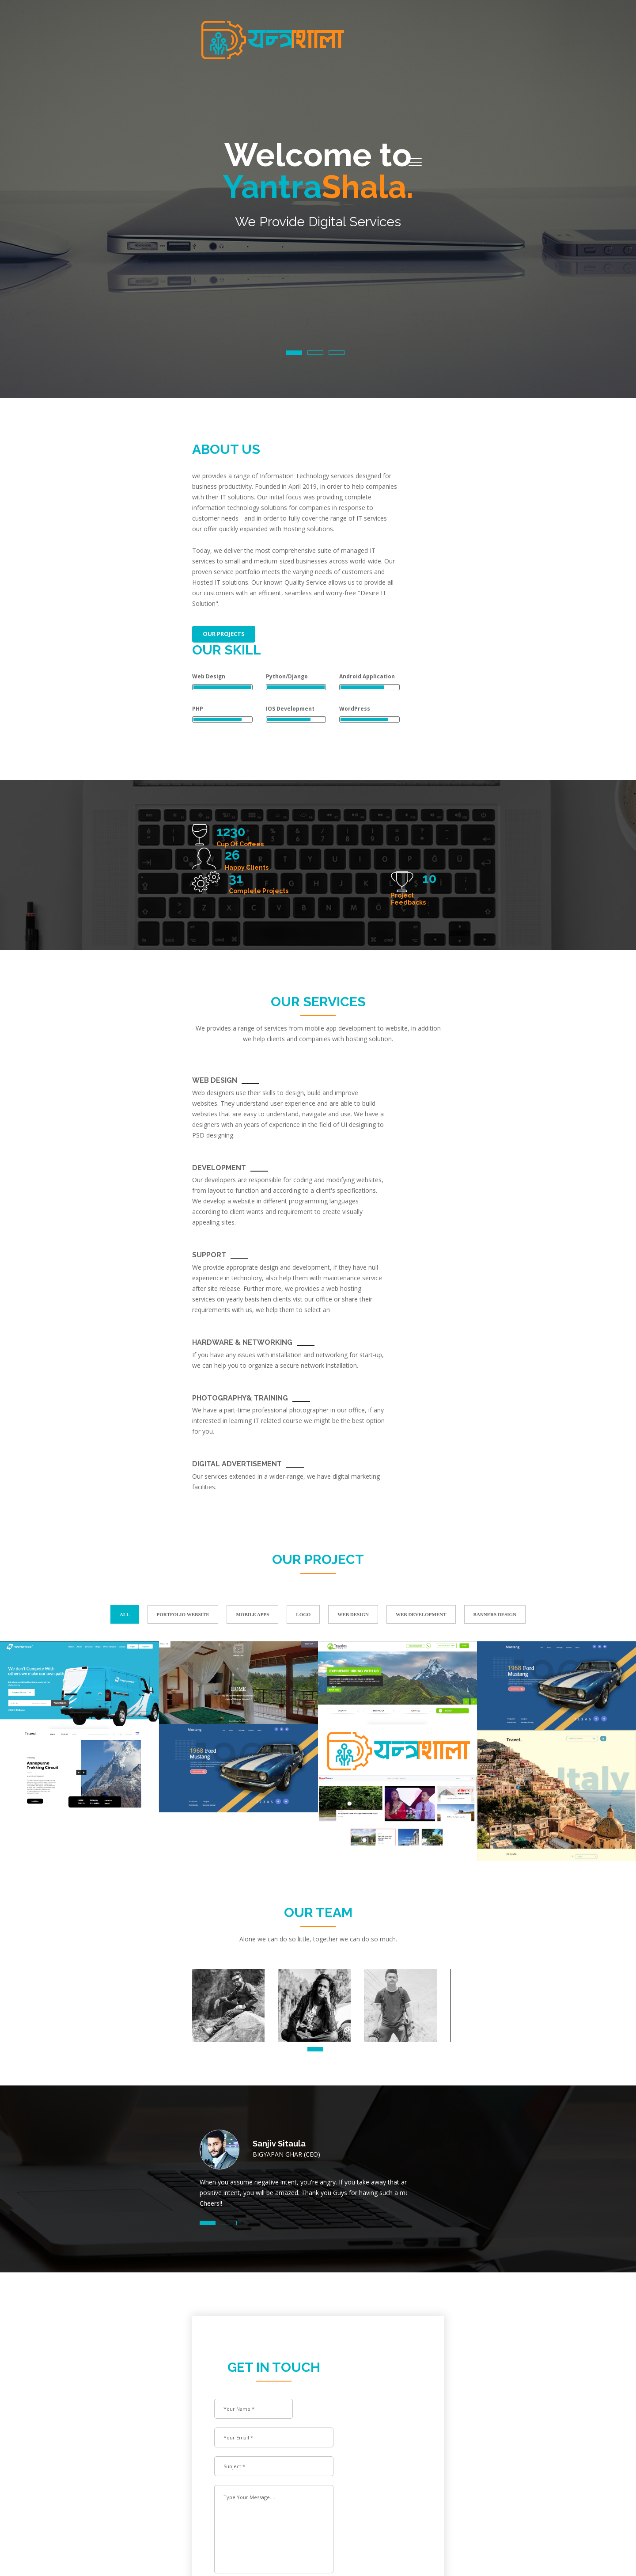 यन्त्रशाला
Welcome to
YantraShala.
We Provide Digital Services
ABOUT US
we provides a range of Information Technology services designed for
business productivity. Founded in April 2019, in order to help companies
with their IT solutions. Our initial focus was providing complete
information technology solutions for companies in response to
customer needs - and in order to fully cover the range of IT services -
our offer quickly expanded with Hosting solutions.
Today, we deliver the most comprehensive suite of managed IT
services to small and medium-sized businesses across world-wide. Our
proven service portfolio meets the varying needs of customers and
Hosted IT solutions. Our known Quality Service allows us to provide all
our customers with an efficient, seamless and worry-free "Desire IT
Solution".
OUR PROJECTS
OUR SKILL
Web Design
Python/Django
Android Application
PHP
IOS Development
WordPress
1230
Cup Of Coffees
26
Happy Clients
31
Complete Projects
10
Project
Feedbacks
OUR SERVICES
We provides a range of services from mobile app development to website, in addition
we help clients and companies with hosting solution.
WEB DESIGN
Web designers use their skills to design, build and improve
websites. They understand user experience and are able to build
websites that are easy to understand, navigate and use. We have a
designers with an years of experience in the field of UI designing to
PSD designing.
DEVELOPMENT
Our developers are responsible for coding and modifying websites,
from layout to function and according to a client's specifications.
We develop a website in different programming languages
according to client wants and requirement to create visually
appealing sites.
SUPPORT
We provide approprate design and development, if they have null
experience in technolory, also help them with maintenance service
after site release. Further more, we provides a web hosting
services on yearly basis.hen clients vist our office or share their
requirements with us, we help them to select an
HARDWARE & NETWORKING
If you have any issues with installation and networking for start-up,
we can help you to organize a secure network installation.
PHOTOGRAPHY& TRAINING
We have a part-time professional photographer in our office, if any
interested in learning IT related course we might be the best option
for you.
DIGITAL ADVERTISEMENT
Our services extended in a wider-range, we have digital marketing
facilities.
OUR PROJECT
ALL
PORTFOLIO WEBSITE
MOBILE APPS
LOGO
WEB DESIGN
WEB DEVELOPMENT
BANNERS DESIGN
We don't Compete With
others we make our own path.
HOME
EXPERIENCE HIKING WITH US
Mustang
1968 Ford
Mustang
Annapurna
Trekking Circuit
Mustang
1968 Ford
Mustang
यन्त्रशाला
Travel.
Italy
OUR TEAM
Alone we can do so little, together we can do so much.
Sanjiv Sitaula
BIGYAPAN GHAR (CEO)
When you assume negative intent, you're angry. If you take away that
positive intent, you will be amazed. Thank you Guys for having such a
Cheers!!
GET IN TOUCH
Your Name *
Your Email *
Subject *
Type Your Message...